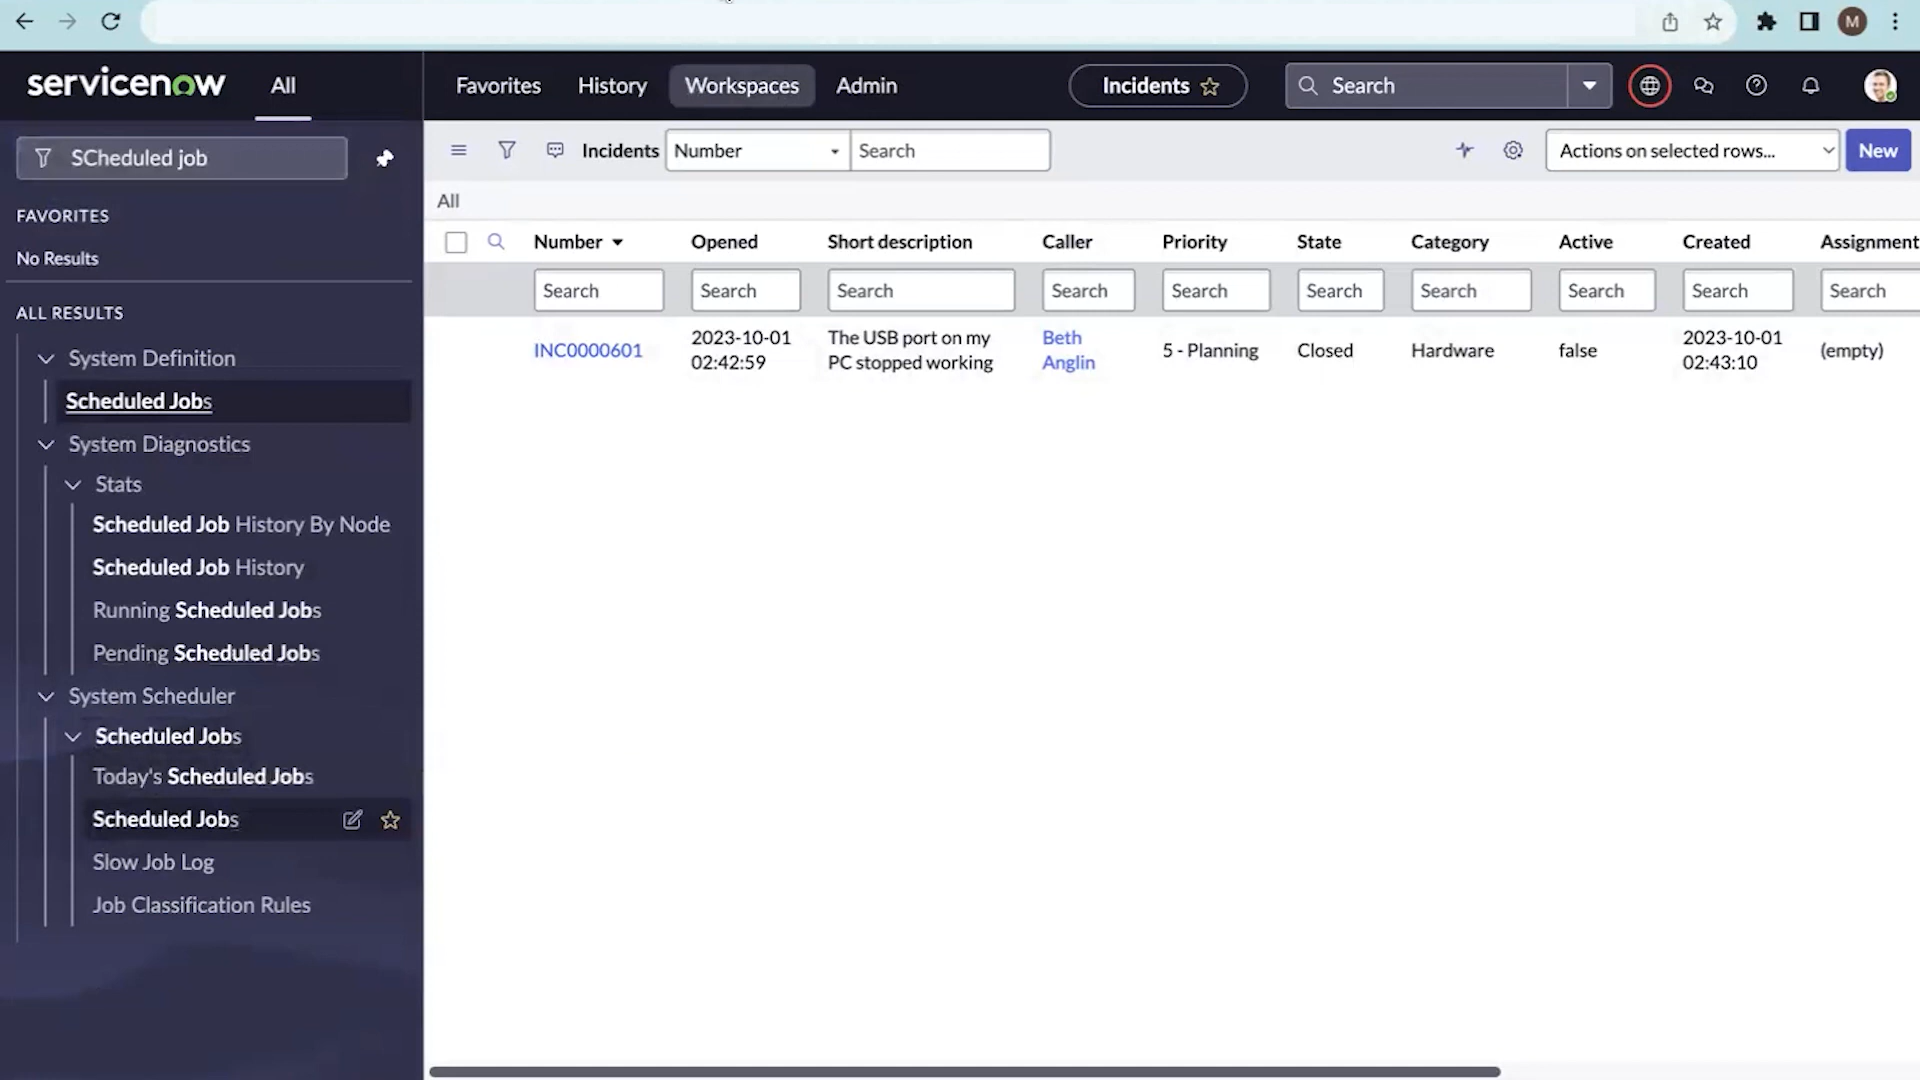 M
servicenow
All
Favorites
History
Workspaces
Admin
Incidents
Search
SCheduled job
FAVORITES
No Results
ALL RESULTS
System Definition
Scheduled Jobs
System Diagnostics
Stats
Scheduled Job History By Node
Scheduled Job History
Running Scheduled Jobs
Pending Scheduled Jobs
System Scheduler
Scheduled Jobs
Today's Scheduled Jobs
Scheduled Jobs
Slow Job Log
Job Classification Rules
Incidents
Number
Search
Actions on selected rows...
New
All
Number Opened Short description Caller Priority State Category Active Created Assignment
Search Search Search Search Search Search Search Search Search Search
INC0000601
2023-10-01
02:42:59
The USB port on my
PC stopped working
Beth
Anglin
5 - Planning
Closed
Hardware
false
2023-10-01
02:43:10
(empty)